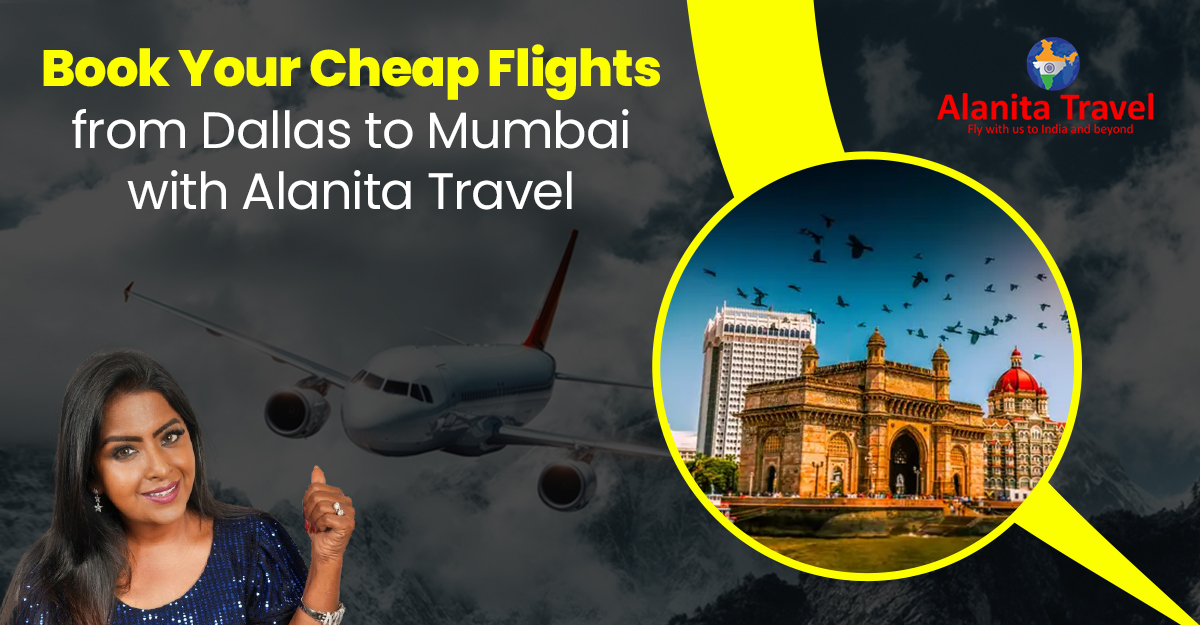 Book Your Cheap Flights
from Dallas to Mumbai
with Alanita Travel
Alanita Travel
Fly with us to India and beyond